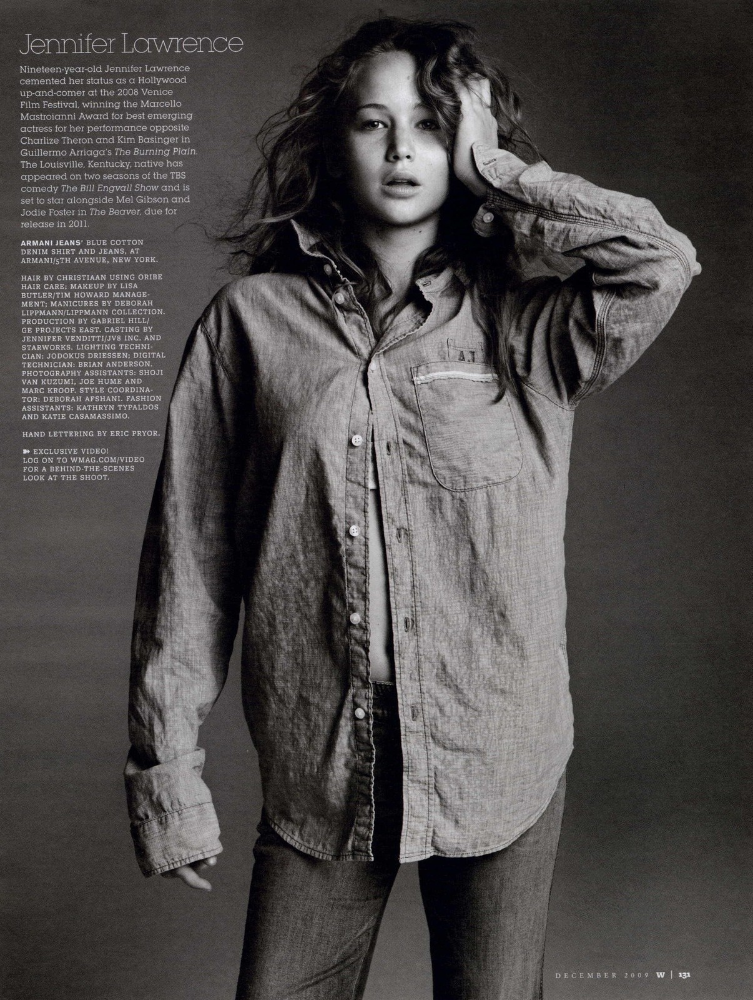 Jennifer Lawrence
Nineteen-year-old Jennifer Lawrence
cemented her status as a Hollywood
up-and-comer at the 2008 Venice
Film Festival, winning the Marcello
Mastroianni Award for best emerging
actress for her performance opposite
Charlize Theron and Kim Basinger in
Guillermo Arriaga's The Burning Plain.
The Louisville, Kentucky, native has
appeared on two seasons of the TBS
comedy The Bill Engvall Show and is
set to star alongside Mel Gibson and
Jodie Foster in The Beaver, due for
release in 2011.
ARMANI JEANS' BLUE COTTON
DENIM SHIRT AND JEANS, AT
ARMANI/5TH AVENUE, NEW YORK.
HAIR BY CHRISTIAAN USING ORIBE
HAIR CARE; MAKEUP BY LISA
BUTLER/TIM HOWARD MANAGE-
MENT; MANICURES BY DEBORAH
LIPPMANN/LIPPMANN COLLECTION.
PRODUCTION BY GABRIEL HILL/
GE PROJECTS EAST. CASTING BY
JENNIFER VENDITTI/JV8 INC. AND
STARWORKS. LIGHTING TECHNI-
CIAN: JODOKUS DRIESSEN; DIGITAL
TECHNICIAN: BRIAN ANDERSON.
PHOTOGRAPHY ASSISTANTS: SHOJI
VAN KUZUMI, JOE HUME AND
MARC KROOP. STYLE COORDINA-
TOR: DEBORAH AFSHANI. FASHION
ASSISTANTS: KATHRYN TYPALDOS
AND KATIE CASAMASSIMO.
HAND LETTERING BY ERIC PRYOR.
EXCLUSIVE VIDEO!
LOG ON TO WMAG.COM/VIDEO
FOR A BEHIND-THE-SCENES
LOOK AT THE SHOOT.
AJ
DECEMBER 2009 W | 131